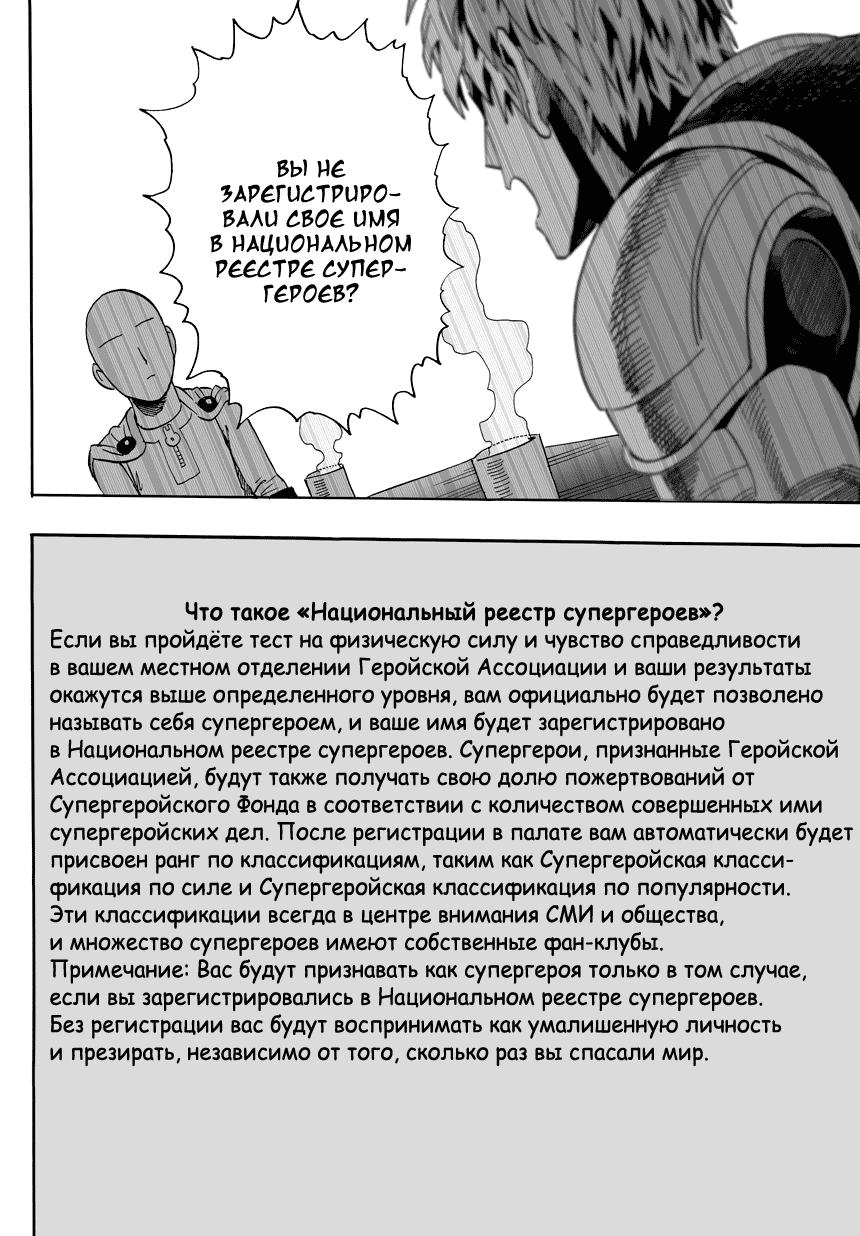 ВЫ НЕ
ЗАРЕГИСТРИРО-
ВАЛИ СВОЕ ИМЯ
В НАЦИОНАЛЬНОМ
РЕЕСТРЕ СУПЕР-
ГЕРОЕВ?
Что такое «Национальный реестр супергероев»?
Если вы пройдёте тест на физическую силу и чувство справедливости
в вашем местном отделении Геройской Ассоциации и ваши результаты
окажутся выше определенного уровня, вам официально будет позволено
называть себя супергероем, и ваше имя будет зарегистрировано
в Национальном реестре супергероев. Супергерои, признанные Геройской
Ассоциацией, будут также получать свою долю пожертвований от
Супергеройского Фонда в соответствии с количеством совершенных ими
супергеройских дел. После регистрации в палате вам автоматически будет
присвоен ранг по классификациям, таким как Супергеройская класси-
фикация по силе и Супергеройская классификация по популярности.
Эти классификации всегда в центре внимания СМИ и общества,
и множество супергероев имеют собственные фан-клубы.
Примечание: Вас будут признавать как супергероя только в том случае,
если вы зарегистрировались в Национальном реестре супергероев.
Без регистрации вас будут воспринимать как умалишенную личность
и презирать, независимо от того, сколько раз вы спасали мир.